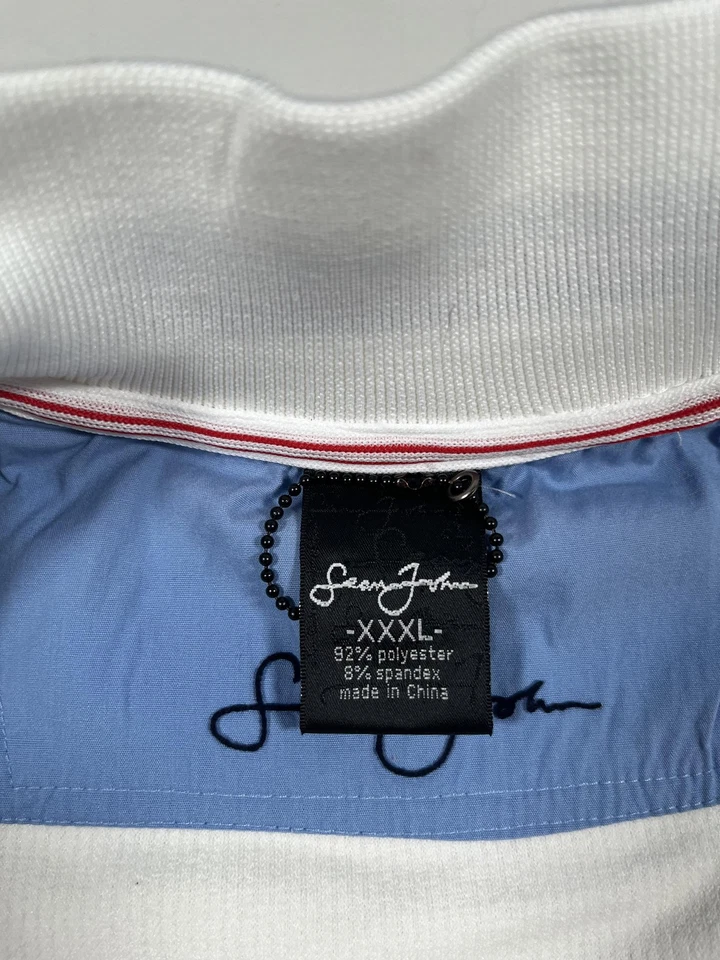 Sean John
-XXXL-
92% polyester
8% spandex
made in China